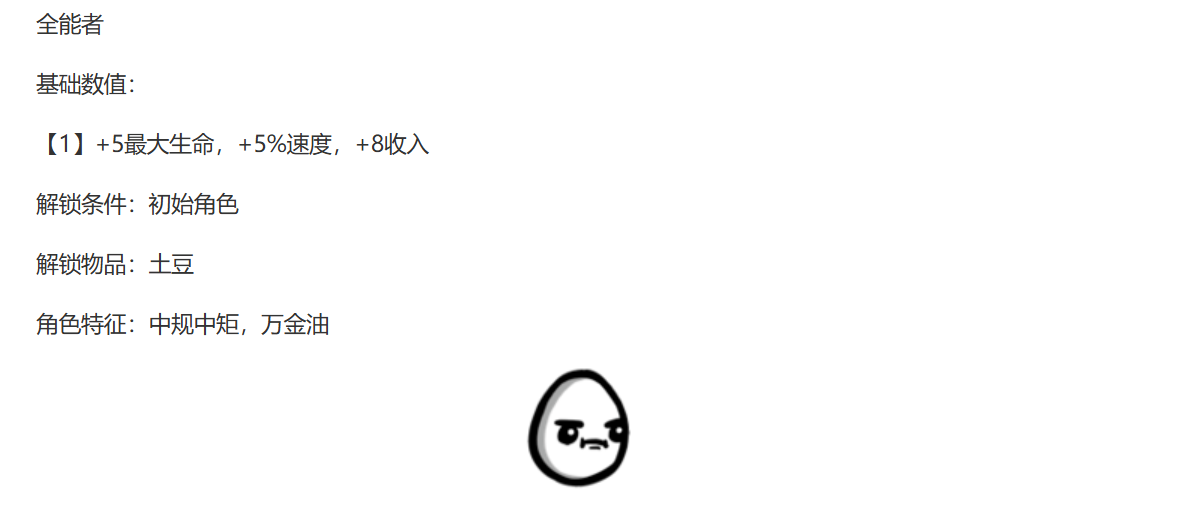 全能者
基础数值：
【1】+5最大生命，+5%速度，+8收入
解锁条件：初始角色
解锁物品：土豆
角色特征：中规中矩，万金油